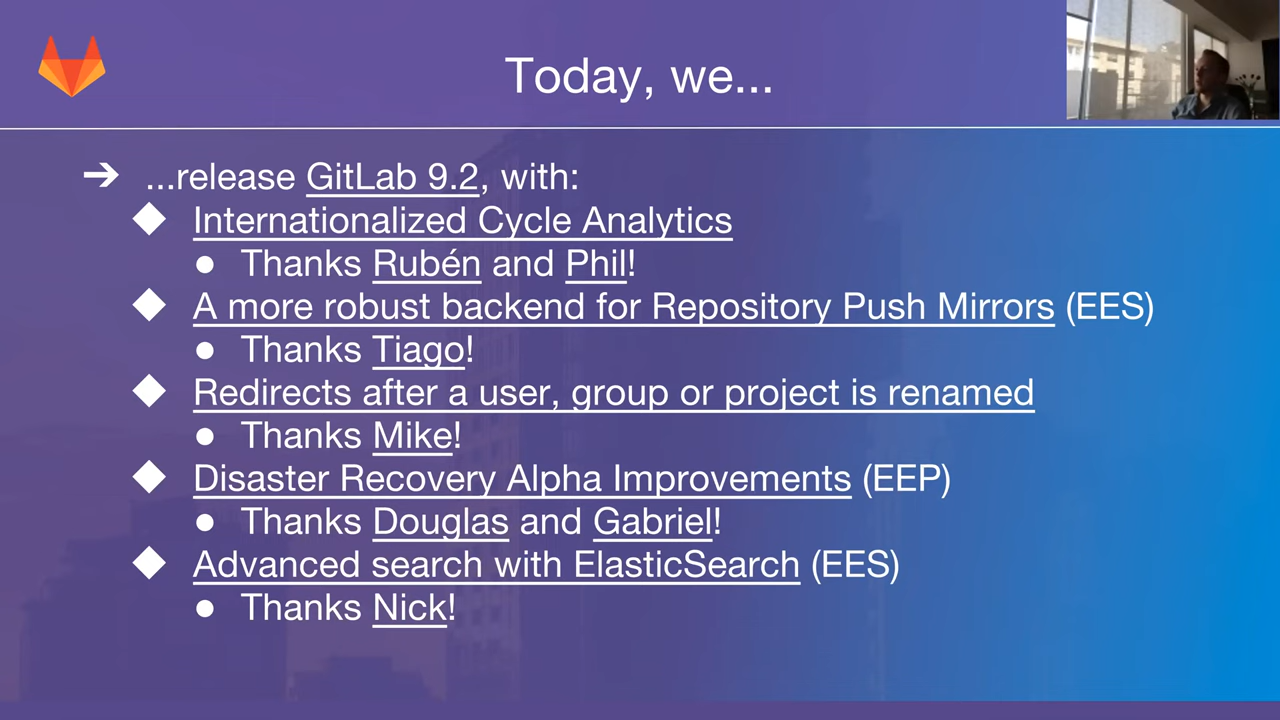 Today, we...
➔ ...release GitLab 9.2, with:
◆ Internationalized Cycle Analytics
● Thanks Rubén and Phil!
◆ A more robust backend for Repository Push Mirrors (EES)
● Thanks Tiago!
◆ Redirects after a user, group or project is renamed
● Thanks Mike!
◆ Disaster Recovery Alpha Improvements (EEP)
● Thanks Douglas and Gabriel!
◆ Advanced search with ElasticSearch (EES)
● Thanks Nick!